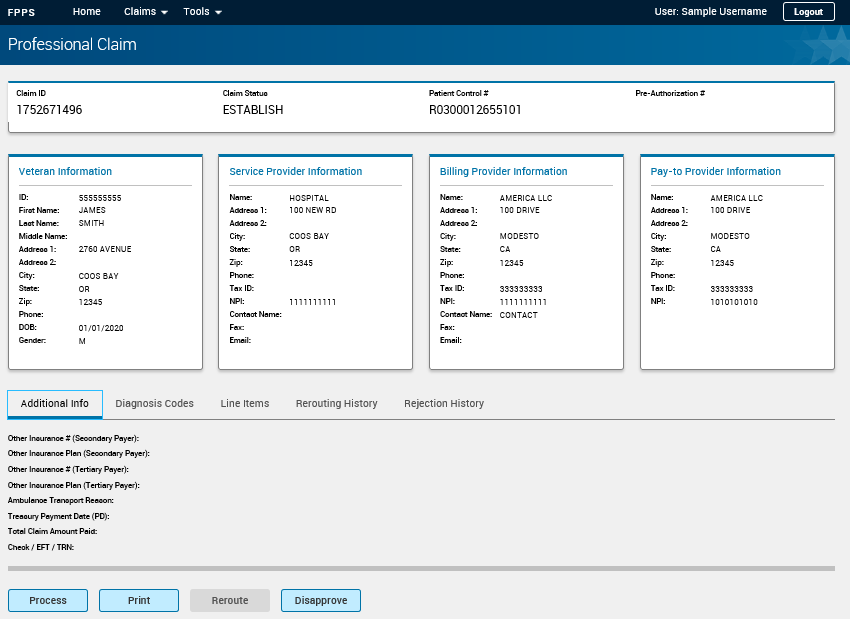 FPPS Home Claims Tools User: Sample Username Logout
Professional Claim
Claim ID Claim Status Patient Control # Pre-Authorization #
1752671496 ESTABLISH R0300012655101
Veteran Information
ID: 555555555
First Name: JAMES
Last Name: SMITH
Middle Name:
Address 1: 2760 AVENUE
Address 2:
City: COOS BAY
State: OR
Zip: 12345
Phone:
DOB: 01/01/2020
Gender: M
Service Provider Information
Name: HOSPITAL
Address 1: 100 NEW RD
Address 2:
City: COOS BAY
State: OR
Zip: 12345
Phone:
Tax ID:
NPI: 1111111111
Contact Name:
Fax:
Email:
Billing Provider Information
Name: AMERICA LLC
Address 1: 100 DRIVE
Address 2:
City: MODESTO
State: CA
Zip: 12345
Phone:
Tax ID: 333333333
NPI: 1111111111
Contact Name: CONTACT
Fax:
Email:
Pay-to Provider Information
Name: AMERICA LLC
Address 1: 100 DRIVE
Address 2:
City: MODESTO
State: CA
Zip: 12345
Phone:
Tax ID: 333333333
NPI: 1010101010
Additional Info Diagnosis Codes Line Items Rerouting History Rejection History
Other Insurance # (Secondary Payer):
Other Insurance Plan (Secondary Payer):
Other Insurance # (Tertiary Payer):
Other Insurance Plan (Tertiary Payer):
Ambulance Transport Reason:
Treasury Payment Date (PD):
Total Claim Amount Paid:
Check / EFT / TRN:
Process Print Reroute Disapprove